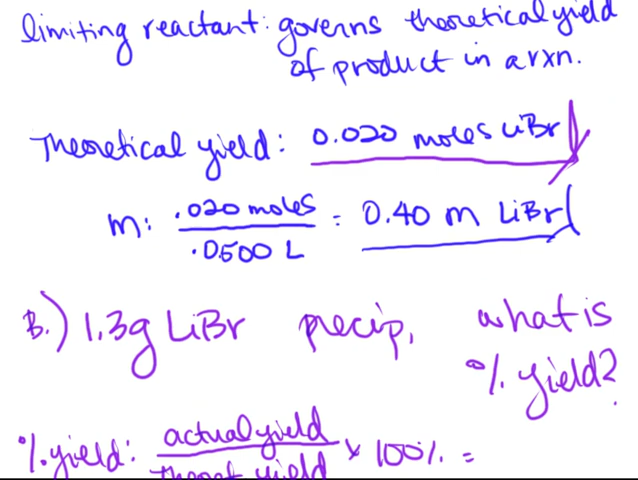 limiting reactant: governs theoretical yield
of product in a rxn.
Theoretical yield: 0.020 moles LiBr
M: .020 moles / .0500 L = 0.40 M LiBr
B.) 1.3g LiBr precip, what is
% yield?
% yield: actual yield / theoret yield × 100% =